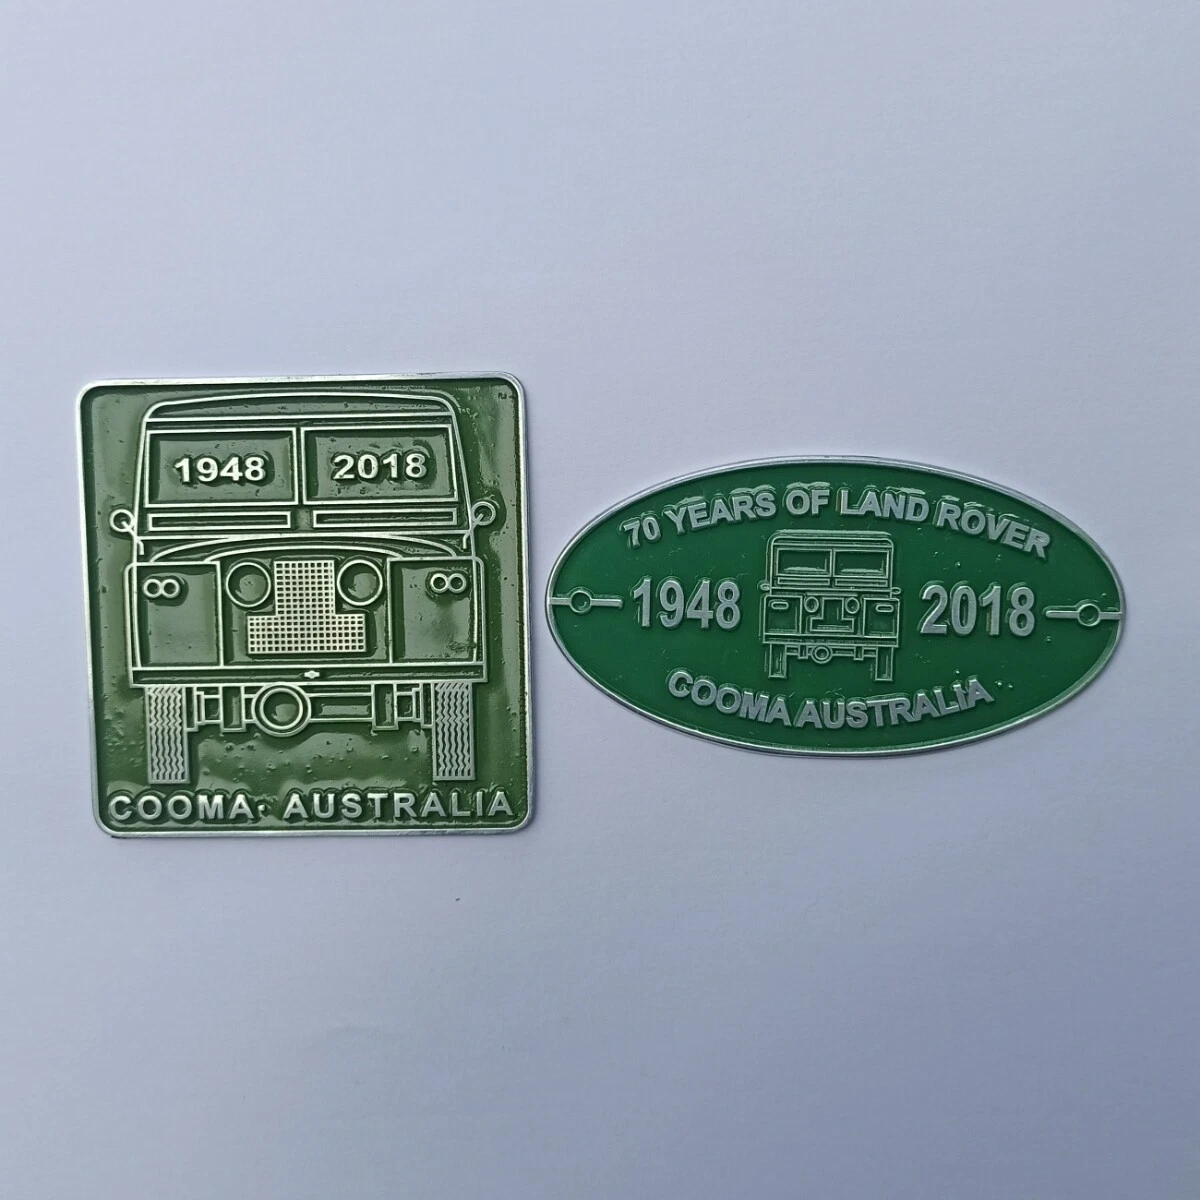 1948 2018
COOMA· AUSTRALIA
70 YEARS OF LAND ROVER
1948 2018
COOMA AUSTRALIA